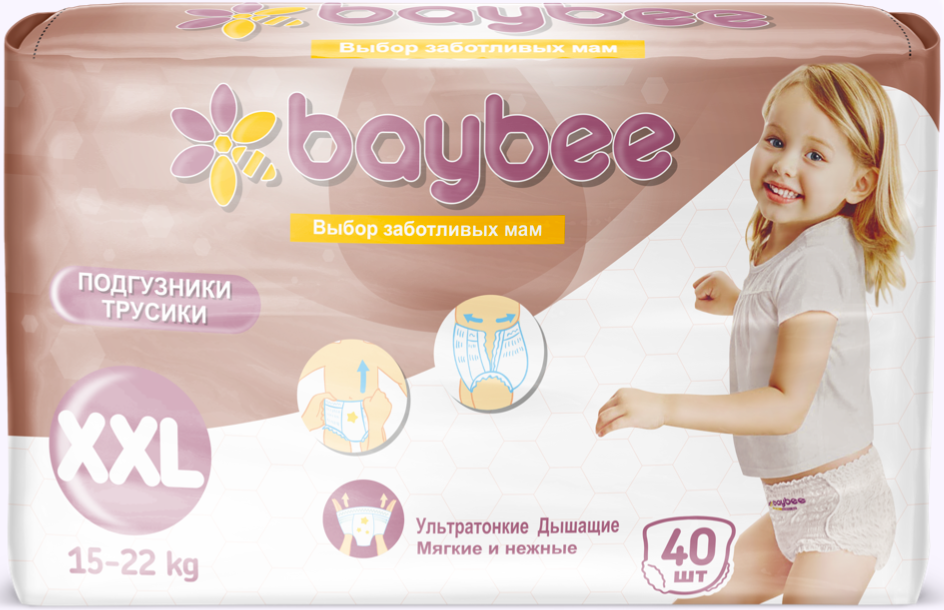 baybee
Выбор заботливых мам
baybee
Выбор заботливых мам
ПОДГУЗНИКИ
ТРУСИКИ
XXL
15-22 kg
Ультратонкие Дышащие
Мягкие и нежные
40
шт
baybee